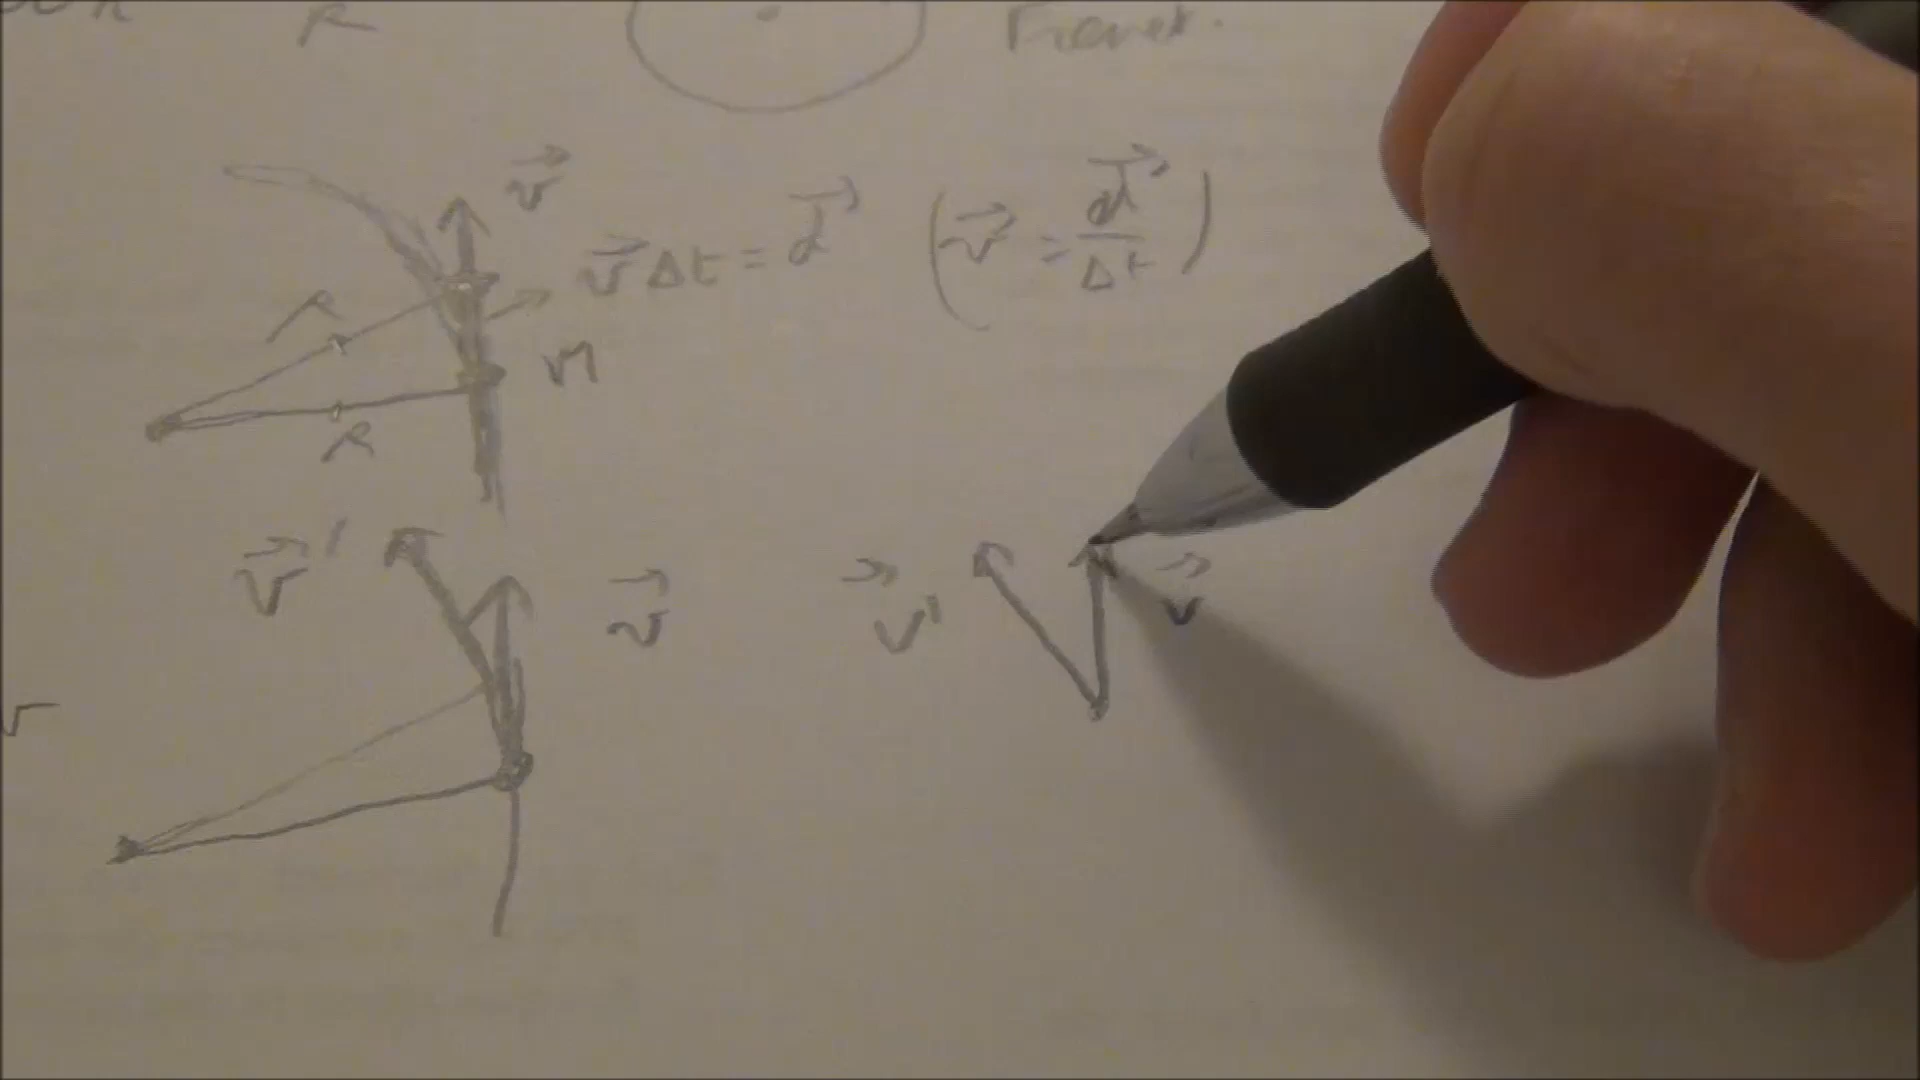 R
v⃗
v⃗ Δt = d⃗ (v⃗ = d⃗/Δt)
R
M
R
v⃗' v⃗ v⃗' v⃗